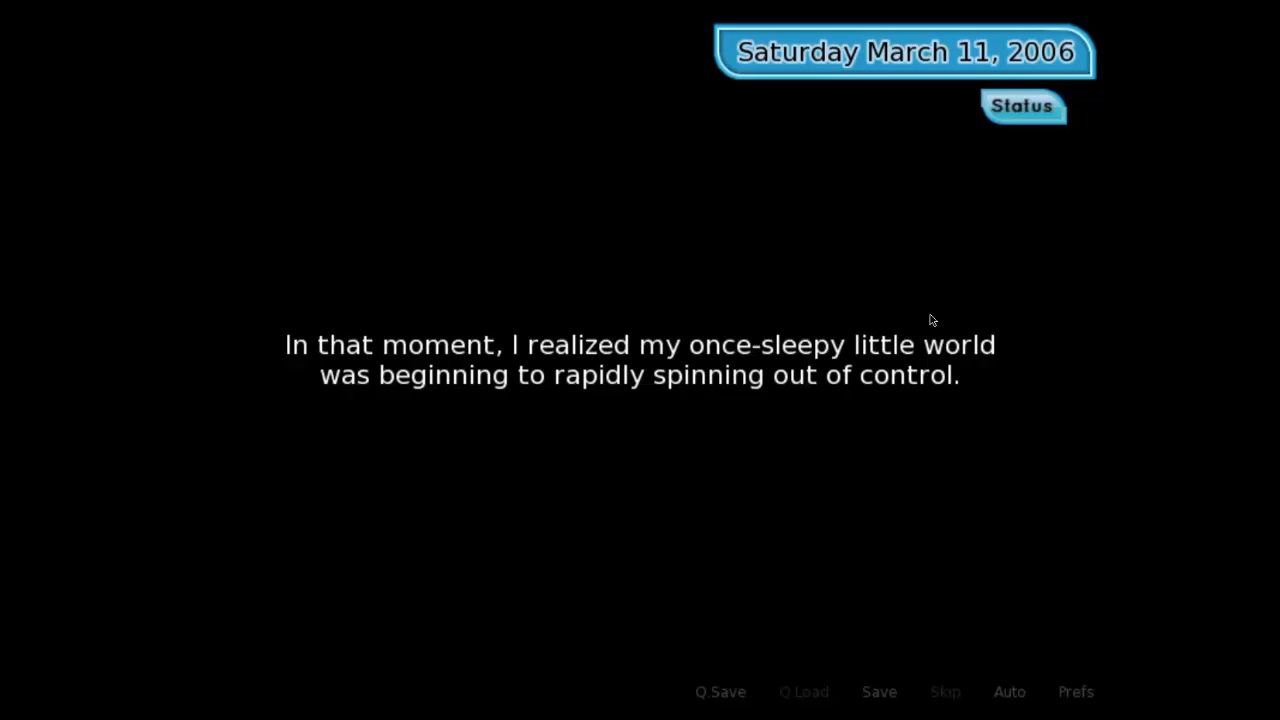 Saturday March 11, 2006
Status
In that moment, I realized my once-sleepy little world
was beginning to rapidly spinning out of control.
Q.Save Q.Load Save Skip Auto Prefs